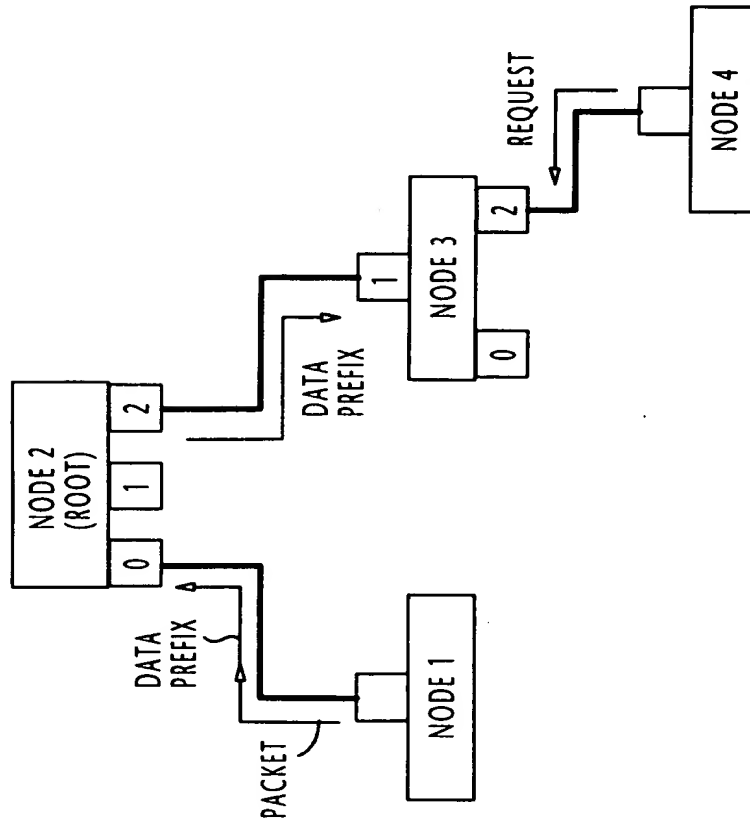 NODE 2
(ROOT)
0
1
2
DATA
PREFIX
PACKET
NODE 1
DATA
PREFIX
1
NODE 3
0
2
REQUEST
NODE 4